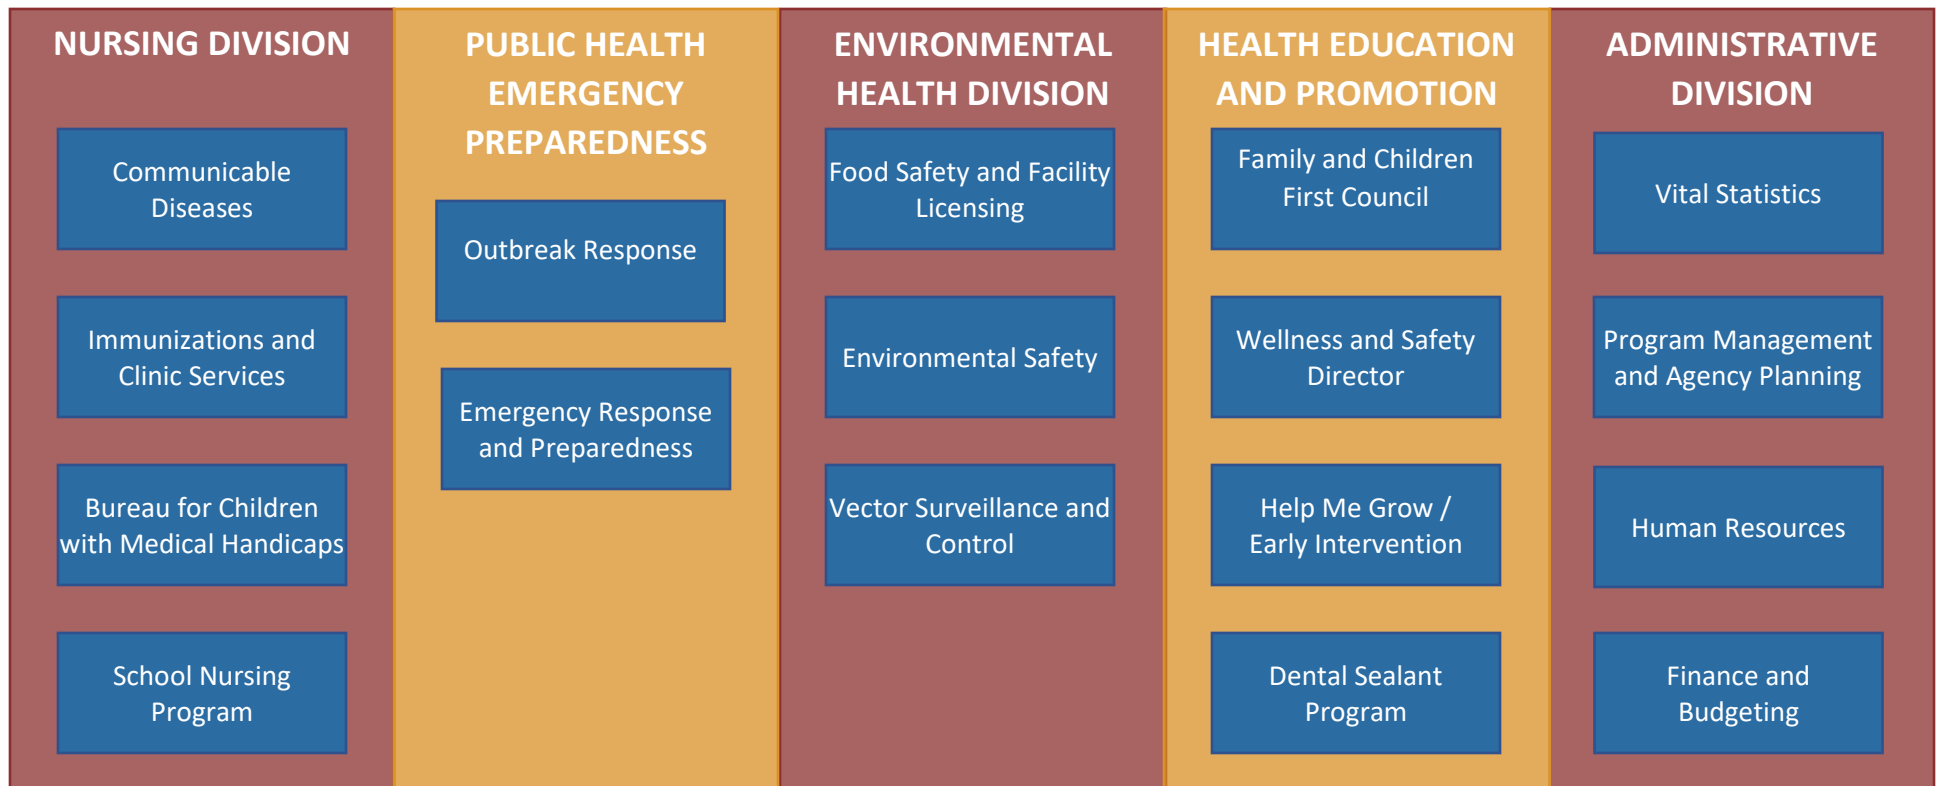 NURSING DIVISION
Communicable
Diseases
Immunizations and
Clinic Services
Bureau for Children
with Medical Handicaps
School Nursing
Program
PUBLIC HEALTH
EMERGENCY
PREPAREDNESS
Outbreak Response
Emergency Response
and Preparedness
ENVIRONMENTAL
HEALTH DIVISION
Food Safety and Facility
Licensing
Environmental Safety
Vector Surveillance and
Control
HEALTH EDUCATION
AND PROMOTION
Family and Children
First Council
Wellness and Safety
Director
Help Me Grow /
Early Intervention
Dental Sealant
Program
ADMINISTRATIVE
DIVISION
Vital Statistics
Program Management
and Agency Planning
Human Resources
Finance and
Budgeting